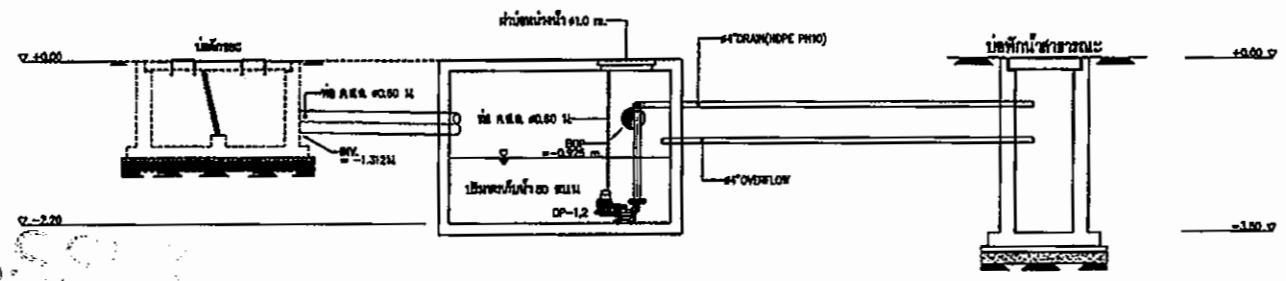 ฝาบ่อหน่วงน้ำ ø1.0 m.
ø4"DRAIN(HDPE PN10)
บ่อดักขยะ
บ่อพักน้ำสาธารณะ
+0.00
+0.00
ท่อ ค.ส.ล. ø0.60 ม.
ท่อ ค.ส.ล. ø0.60 ม.
BOP
=-0.925 m.
INV.
= -1.312ม.
ø4"OVERFLOW
ปริมาตรเก็บน้ำ 80 ลบ.ม.
DP-1,2
-2.20
-3.50